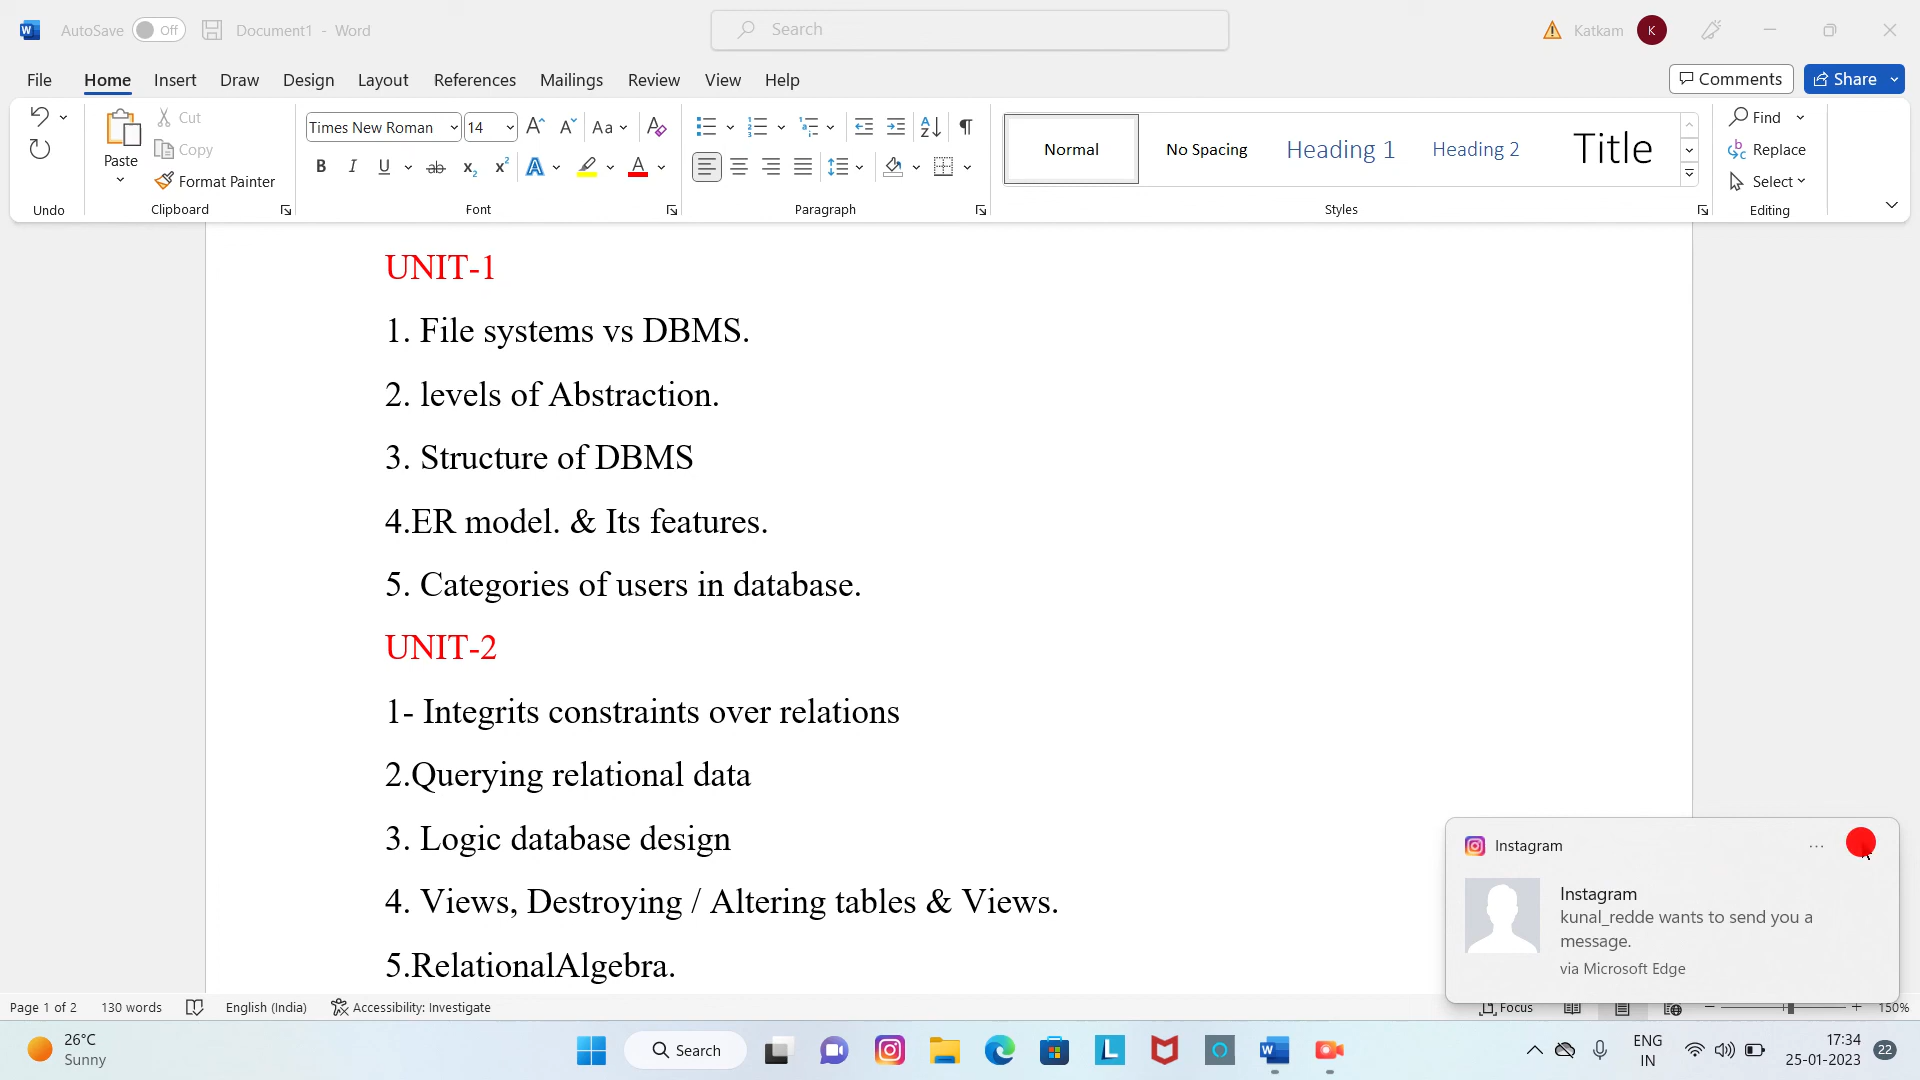 AutoSave Off Document1 - Word Search Katkam K
File Home Insert Draw Design Layout References Mailings Review View Help Comments Share
Paste Cut Copy Format Painter
Times New Roman 14 Aa
Normal No Spacing Heading 1 Heading 2 Title
Find Replace Select
Undo Clipboard Font Paragraph Styles Editing
UNIT-1
1. File systems vs DBMS.
2. levels of Abstraction.
3. Structure of DBMS
4.ER model. & Its features.
5. Categories of users in database.
UNIT-2
1- Integrits constraints over relations
2.Querying relational data
3. Logic database design
4. Views, Destroying / Altering tables & Views.
5.RelationalAlgebra.
Instagram
Instagram
kunal_redde wants to send you a
message.
via Microsoft Edge
Page 1 of 2 130 words English (India) Accessibility: Investigate Focus 150%
26°C
Sunny
Search
ENG
IN
17:34
25-01-2023
22